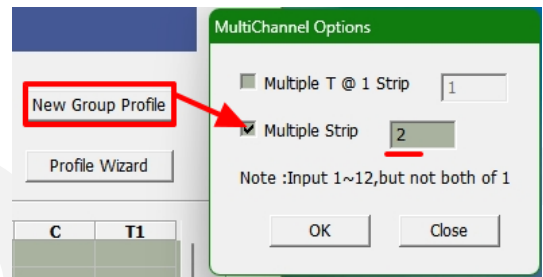 MultiChannel Options
Multiple T @ 1 Strip 1
New Group Profile
Multiple Strip 2
Profile Wizard
Note :Input 1~12,but not both of 1
C T1
OK Close